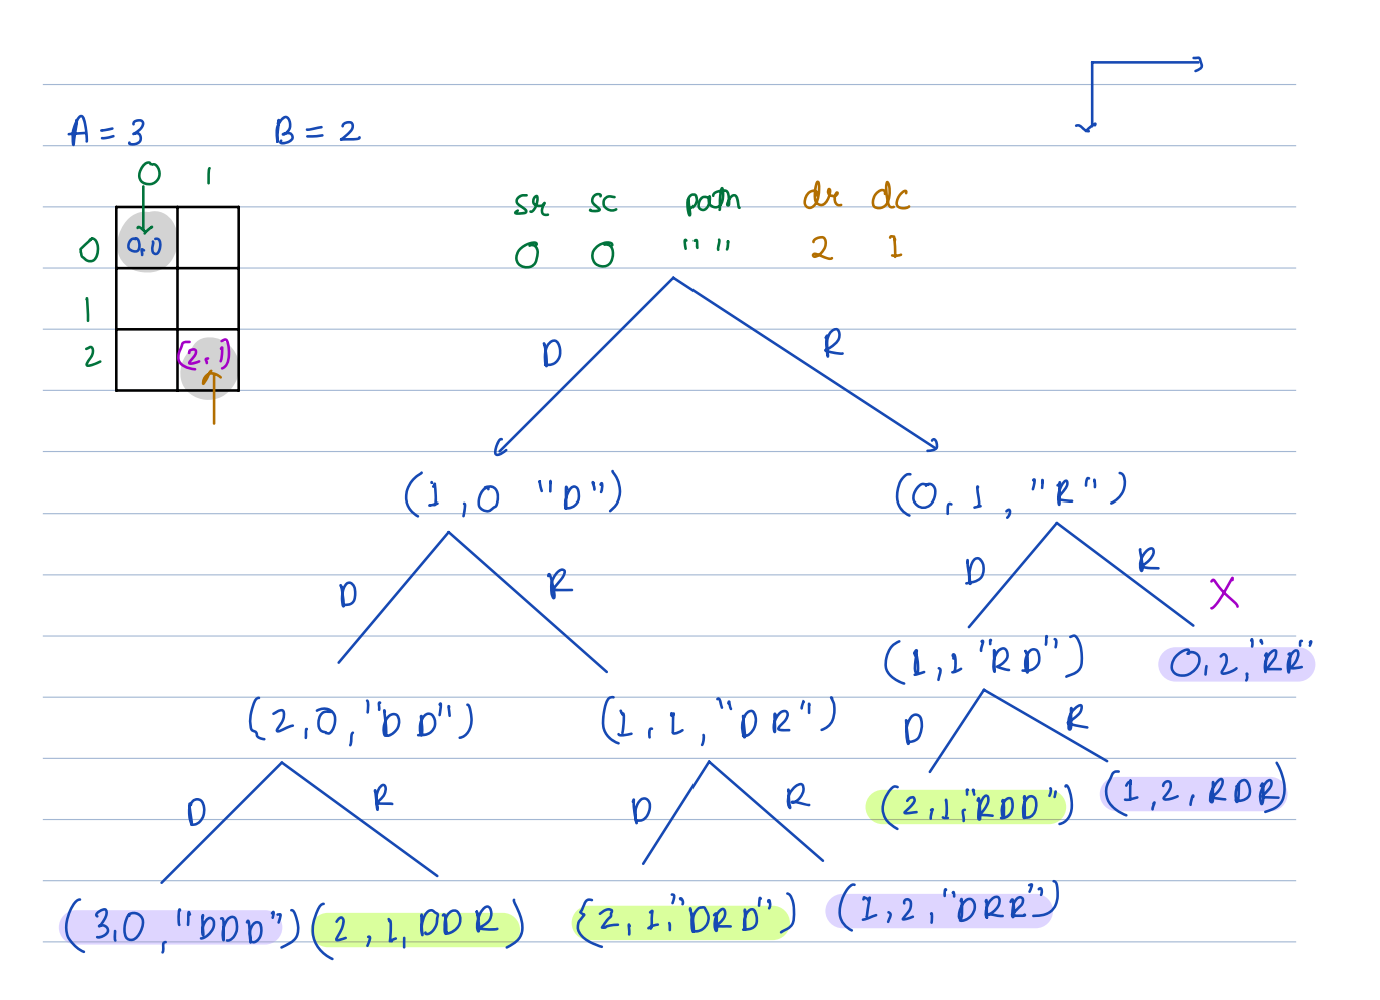 A = 3 B = 2
0 1
sr sc path dr dc
0 0,0 0 0 " " 2 1
1
2 (2,1)
D R
(1,0 "D") (0,1,"R")
D R D R X
(1,1 "RD") 0,2,"RR"
(2,0,"DD") (1,1,"DR") D R
(2,1,"RDD") (1,2,RDR)
D R D R
(3,0,"DDD") (2,1,DDR) {2,1,"DRD") (1,2,"DRR")